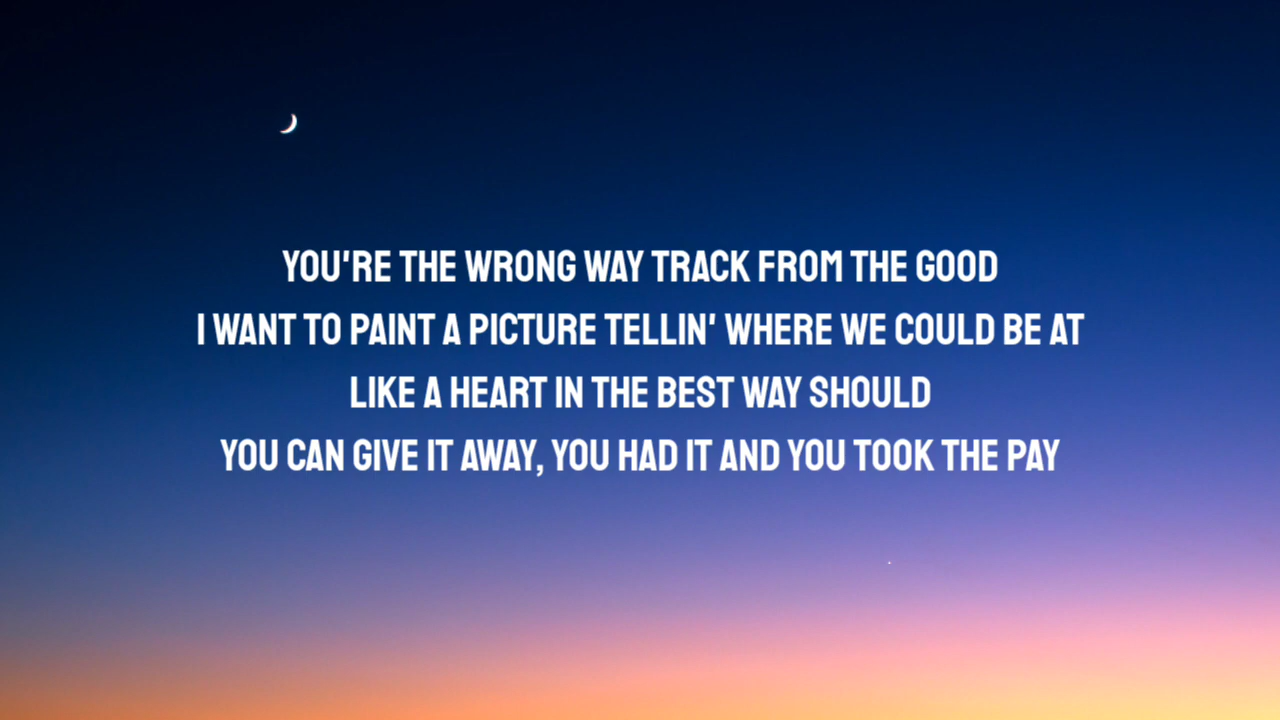 YOU'RE THE WRONG WAY TRACK FROM THE GOOD
I WANT TO PAINT A PICTURE TELLIN' WHERE WE COULD BE AT
LIKE A HEART IN THE BEST WAY SHOULD
YOU CAN GIVE IT AWAY, YOU HAD IT AND YOU TOOK THE PAY